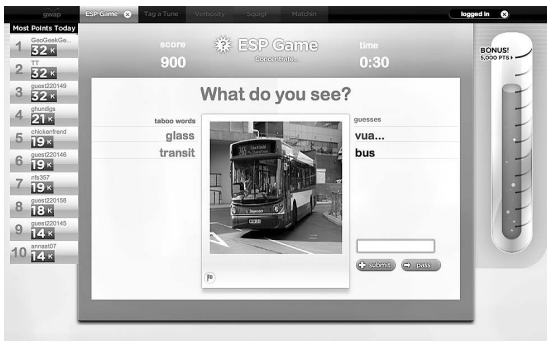 gwap
ESP Game
Tag a Tune
Verbosity
Squigl
Matchin
logged in
Most Points Today
1 GeoGeekGe...
32 K
2 TT
32 K
3 guest220149
32 K
4 ghuntigs
21 K
5 chickenfrend
19 K
6 guest220146
19 K
7 nfs357
19 K
8 guest220158
18 K
9 guest220145
14 K
10 annast07
14 K
score
900
ESP Game
Concentrate...
time
0:30
BONUS!
5,000 PTS
What do you see?
taboo words
glass
transit
guesses
vua...
bus
submit
pass